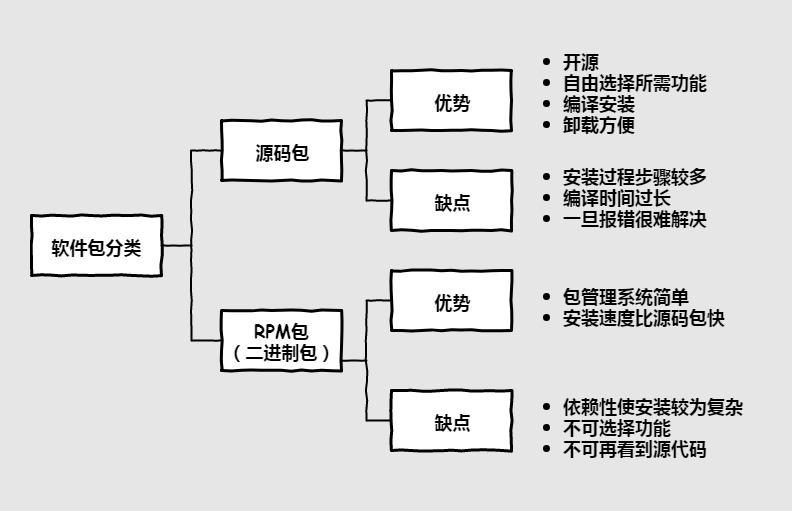 软件包分类
源码包
优势
• 开源
• 自由选择所需功能
• 编译安装
• 卸载方便
缺点
• 安装过程步骤较多
• 编译时间过长
• 一旦报错很难解决
RPM包
（二进制包）
优势
• 包管理系统简单
• 安装速度比源码包快
缺点
• 依赖性使安装较为复杂
• 不可选择功能
• 不可再看到源代码